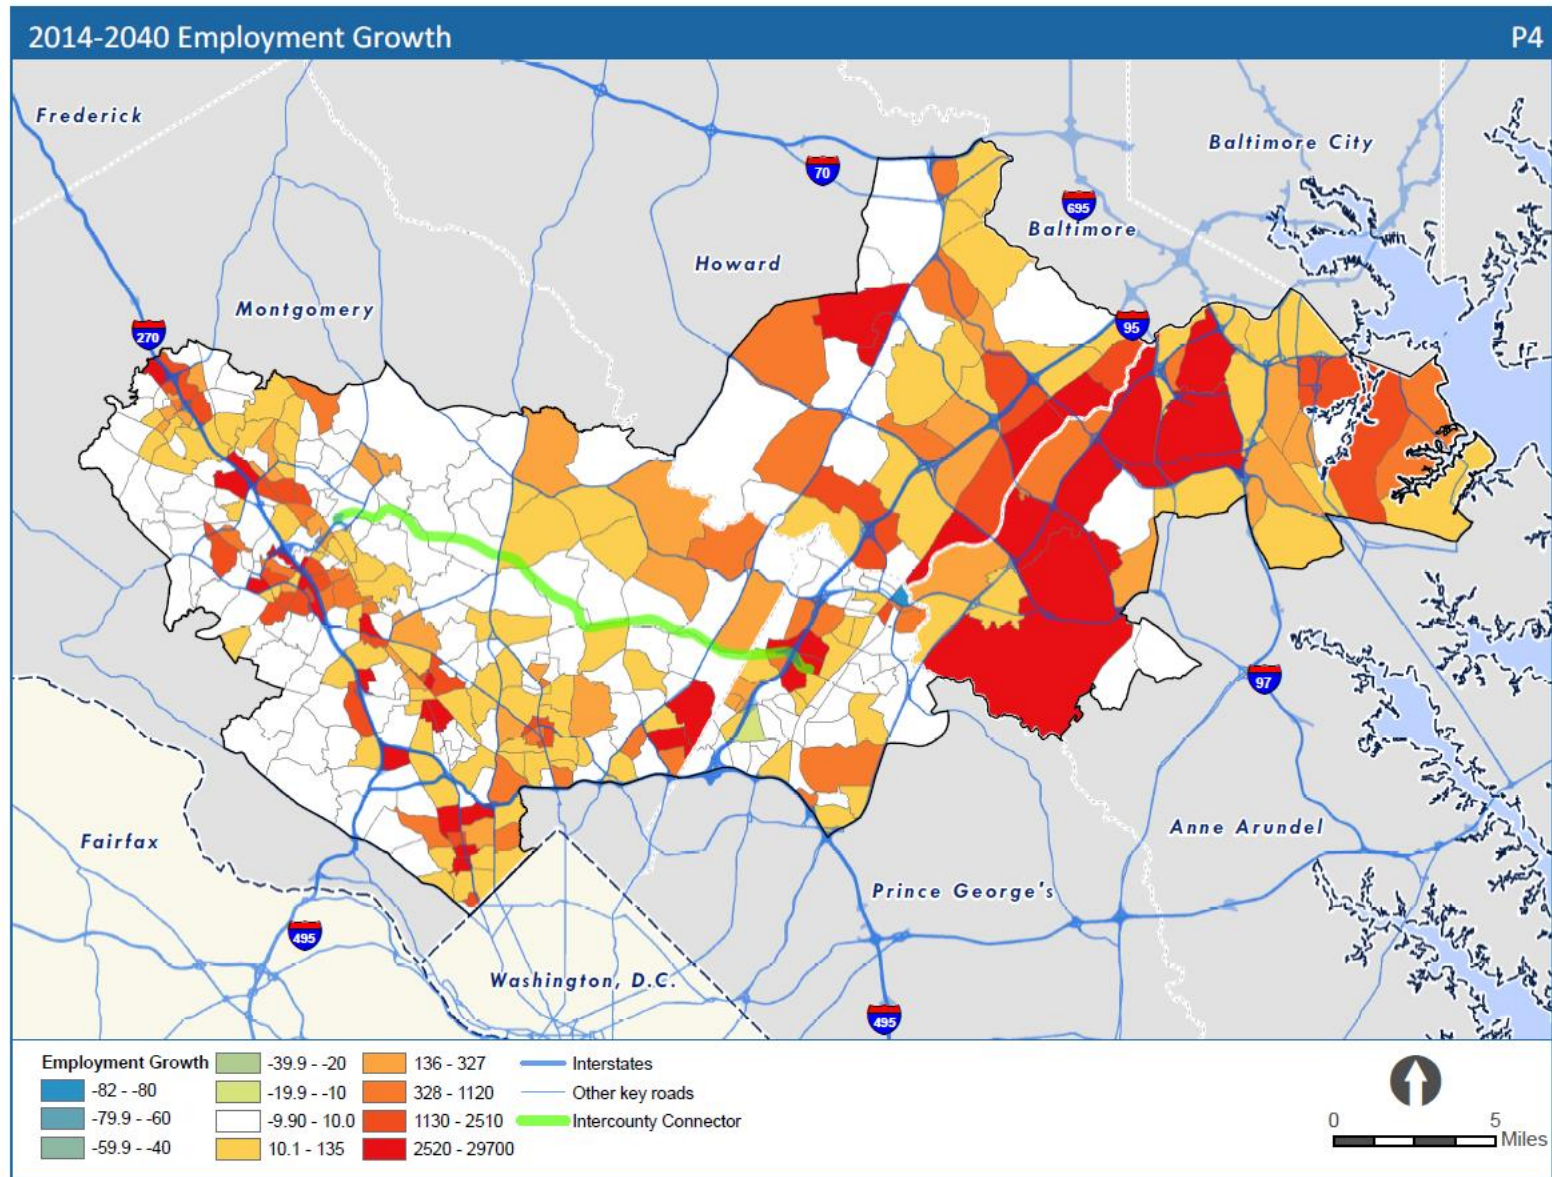 2014-2040 Employment Growth P4
Frederick
Baltimore City
70
695
Baltimore
Howard
Montgomery
95
270
97
Fairfax
Anne Arundel
Prince George's
495
Washington, D.C.
495
Employment Growth
-82 - -80
-79.9 - -60
-59.9 - -40
-39.9 - -20
-19.9 - -10
-9.90 - 10.0
10.1 - 135
136 - 327
328 - 1120
1130 - 2510
2520 - 29700
Interstates
Other key roads
Intercounty Connector
0 5
Miles